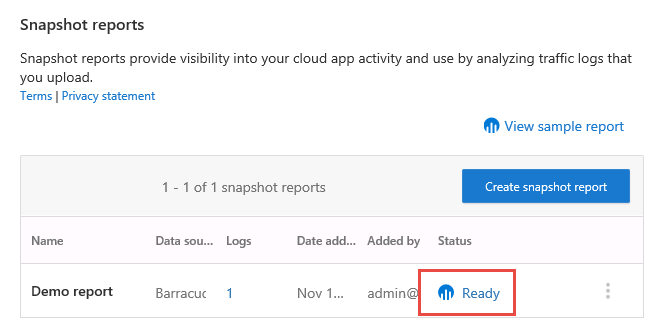 Snapshot reports
Snapshot reports provide visibility into your cloud app activity and use by analyzing traffic logs that
you upload.
Terms | Privacy statement
View sample report
1 - 1 of 1 snapshot reports Create snapshot report
Name Data sou... Logs Date add... Added by Status
Demo report Barracuc 1 Nov 1... admin@ Ready